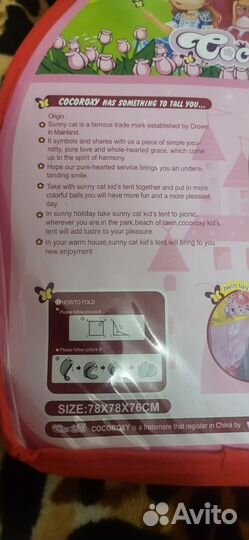 COCOROXY HAS SOMETHING TO TALL YOU...
Origin :
Sunny cat is a famous trade mark established by Crown
in Mainland.
It symbols and shares with us a piece of simple jocu-
ndity, pure love and whole-hearted grace, which come
up to the spirit of harmony.
Hope our pure-hearted service brings you an unders-
tanding smile.
Take with sunny cat kid's tent together and put in more
colorful balls,you will have more fun and a more pleasant
day.
In sunny holiday take sunny cat kid's tent to picnic,
wherever you are,in the park,beach of lawn,cocoroxy kid's
tent will add lustre to your pleasure.
In your warm house,sunny cat kid's tent will bring to you
new enjoyment
HOWTO FOLD
Please follow picture A
Please follow picture B
SIZE:78X78X76CM
COCOROXY is a tralemare that register in China by
Avito